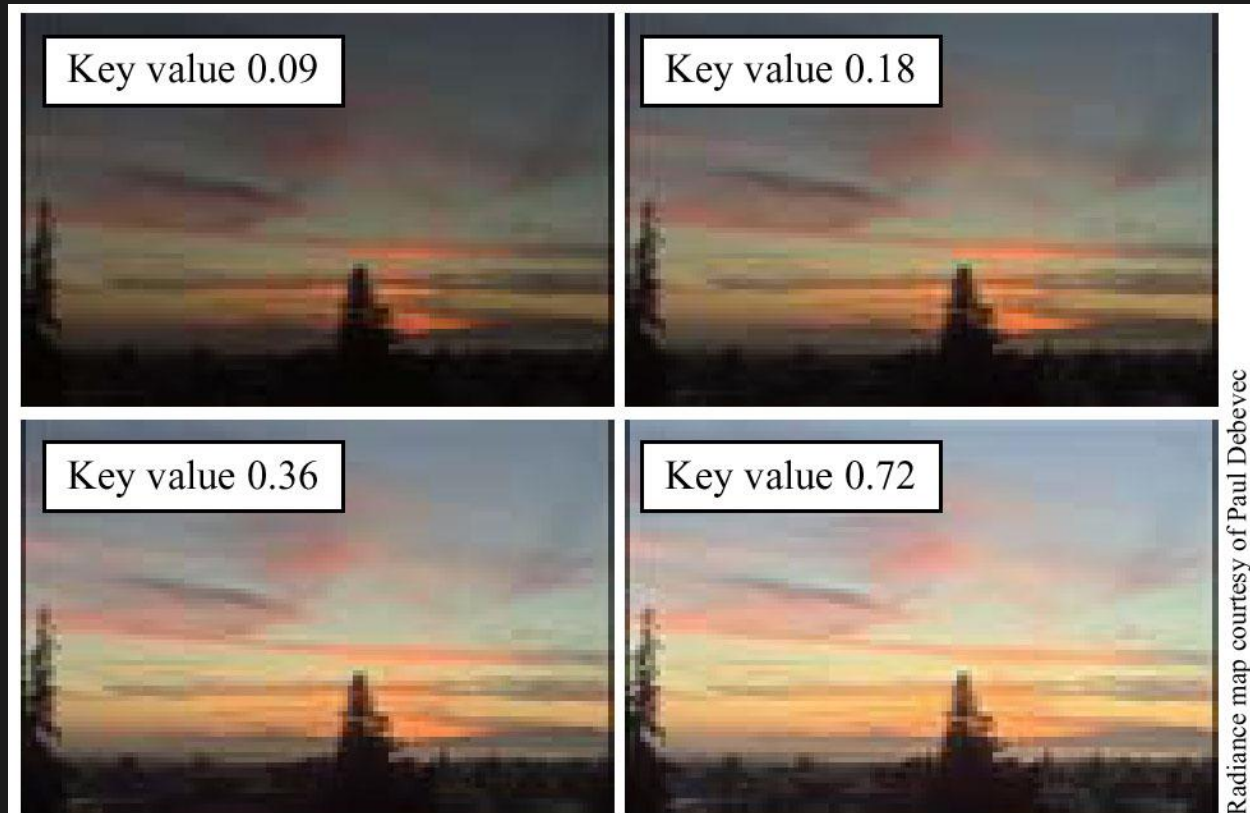 Key value 0.09
Key value 0.18
Key value 0.36
Key value 0.72
Radiance map courtesy of Paul Debevec